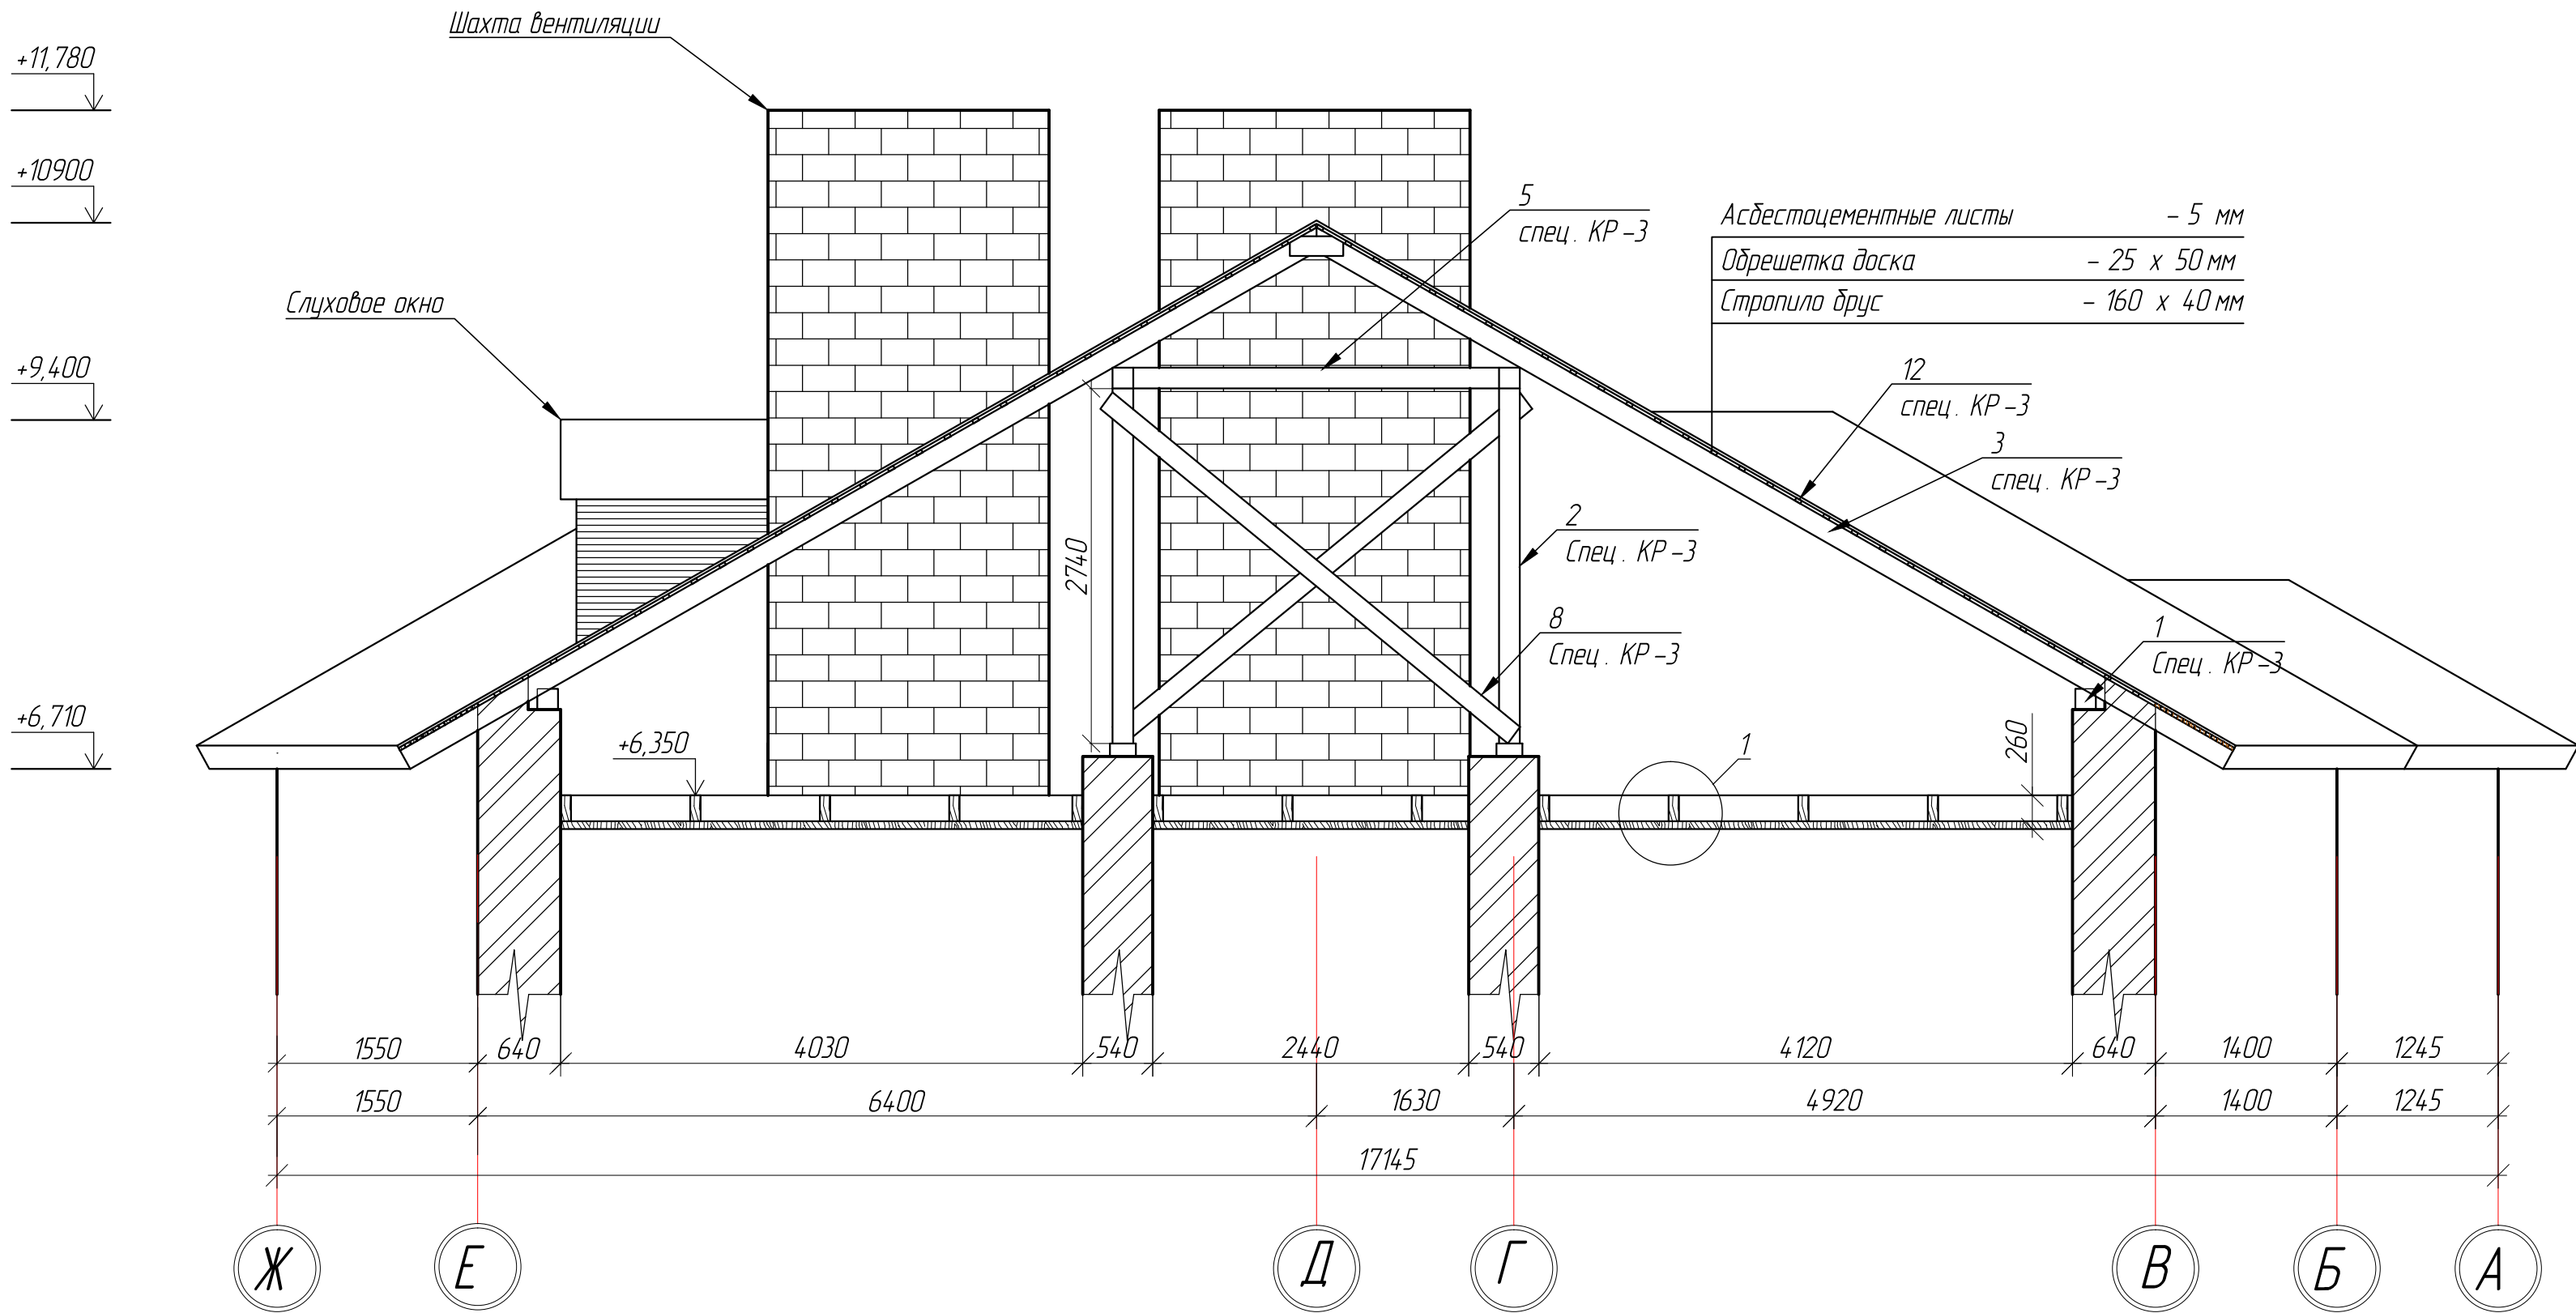 Шахта вентиляции
+11,780
+10900
5
спец. КР-3
Асбестоцементные листы - 5 мм
Обрешетка доска - 25 х 50 мм
Стропило брус - 160 х 40 мм
Слуховое окно
+9,400
12
спец. КР-3
3
спец. КР-3
2
Спец. КР-3
2740
8
Спец. КР-3
1
Спец. КР-3
+6,710
+6,350
1
260
1550 640 4030 540 2440 540 4120 640 1400 1245
1550 6400 1630 4920 1400 1245
17145
Ж Е Д Г В Б А